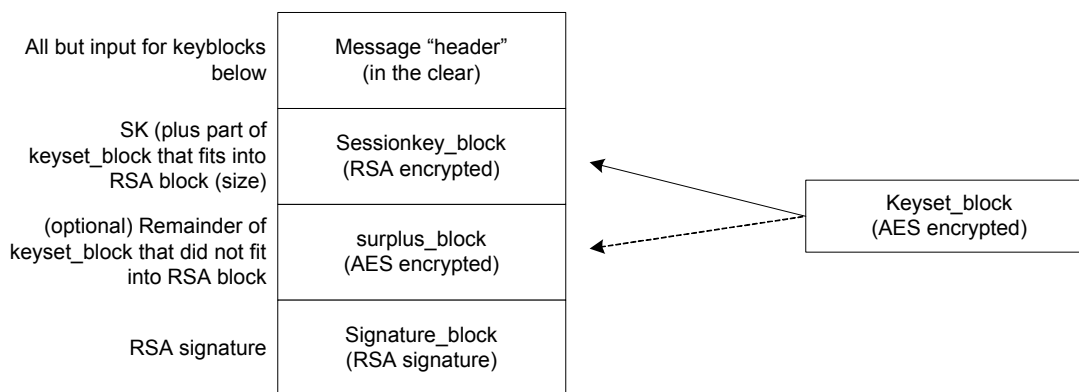 All but input for keyblocks
below
Message “header”
(in the clear)
SK (plus part of
keyset_block that fits into
RSA block (size)
Sessionkey_block
(RSA encrypted)
Keyset_block
(AES encrypted)
(optional) Remainder of
keyset_block that did not fit
into RSA block
surplus_block
(AES encrypted)
RSA signature
Signature_block
(RSA signature)